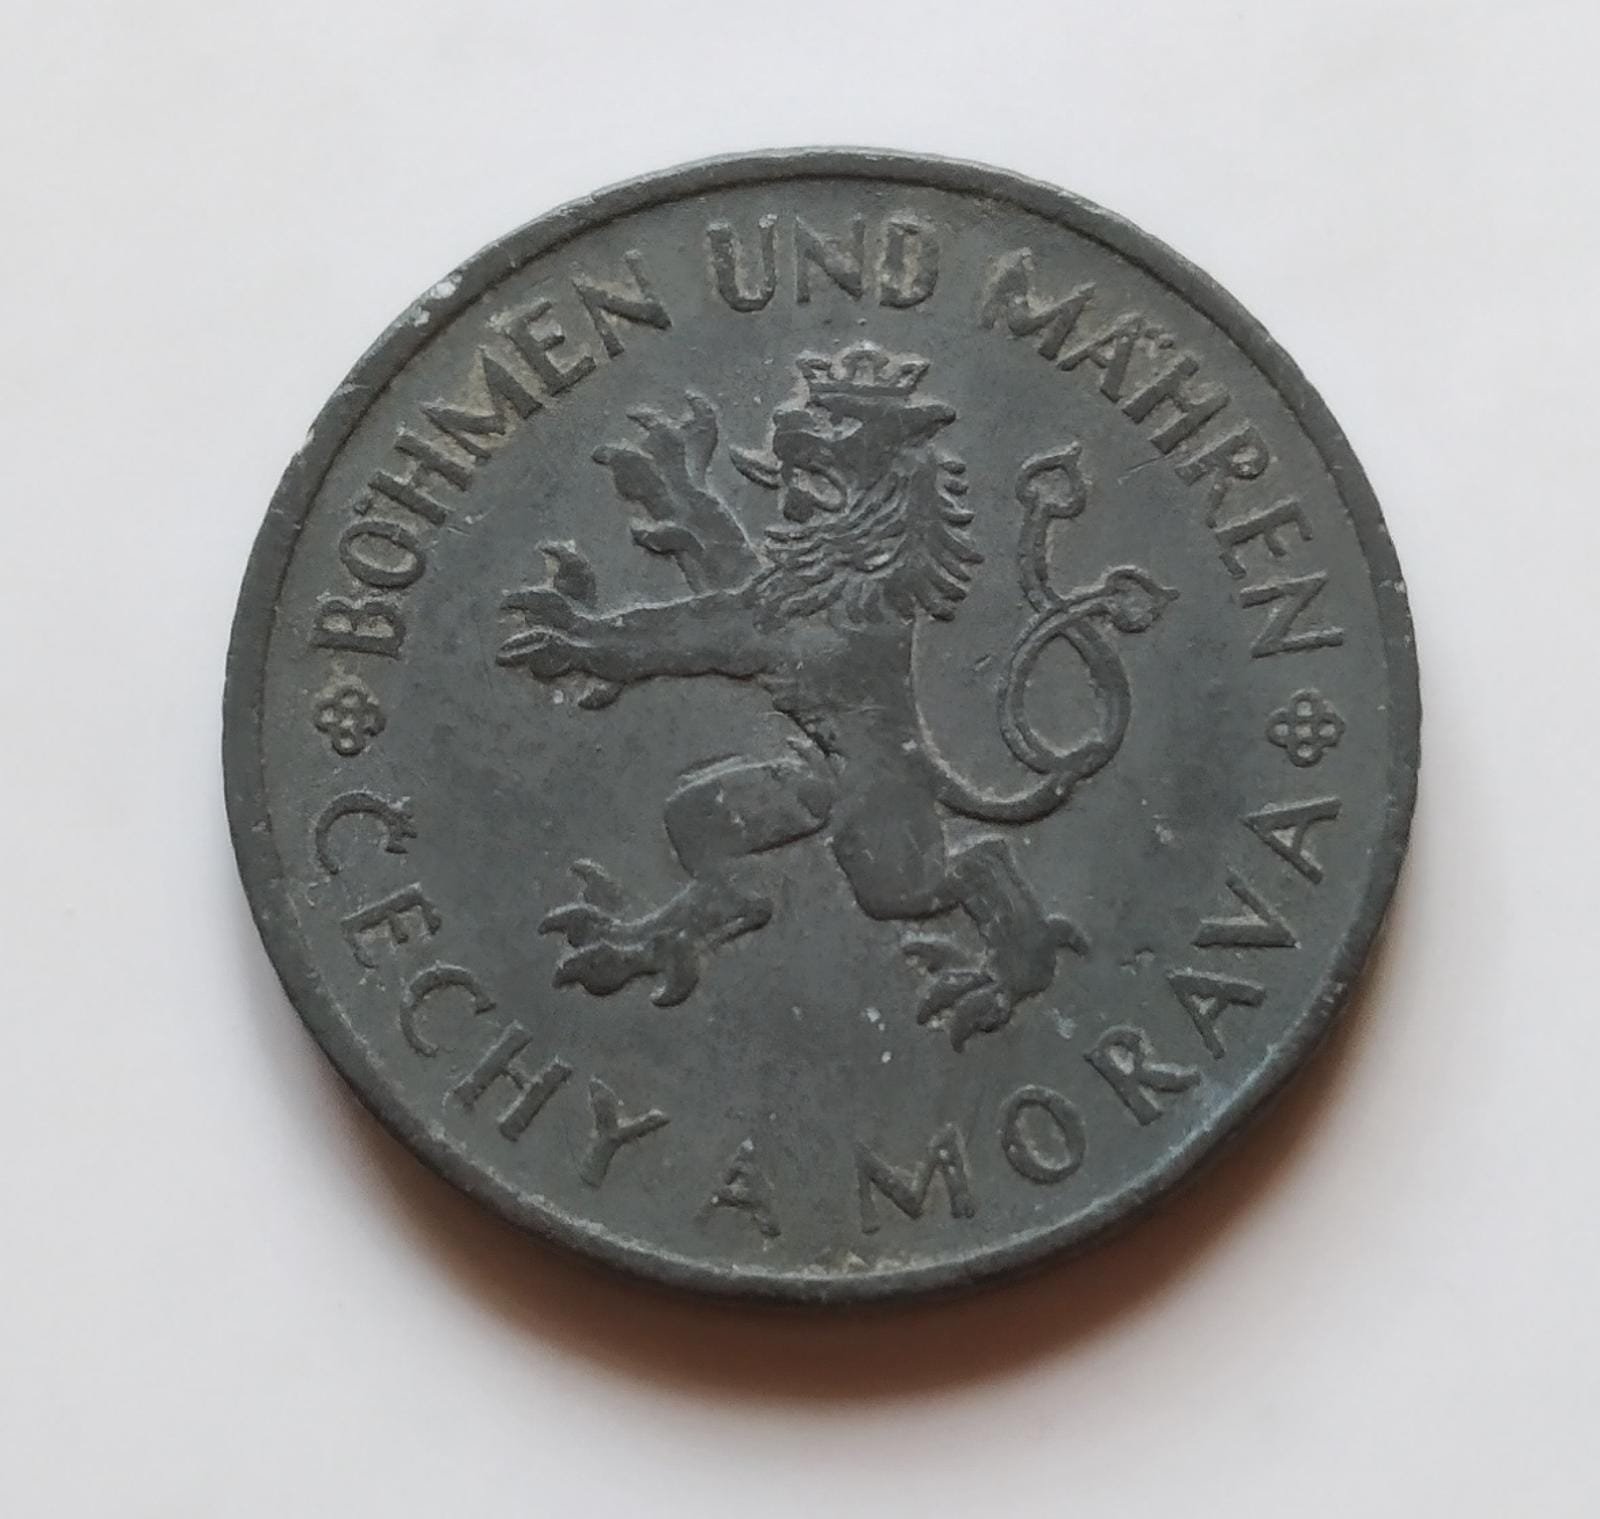 BÖHMEN UND MÄHREN
ČECHY A MORAVA